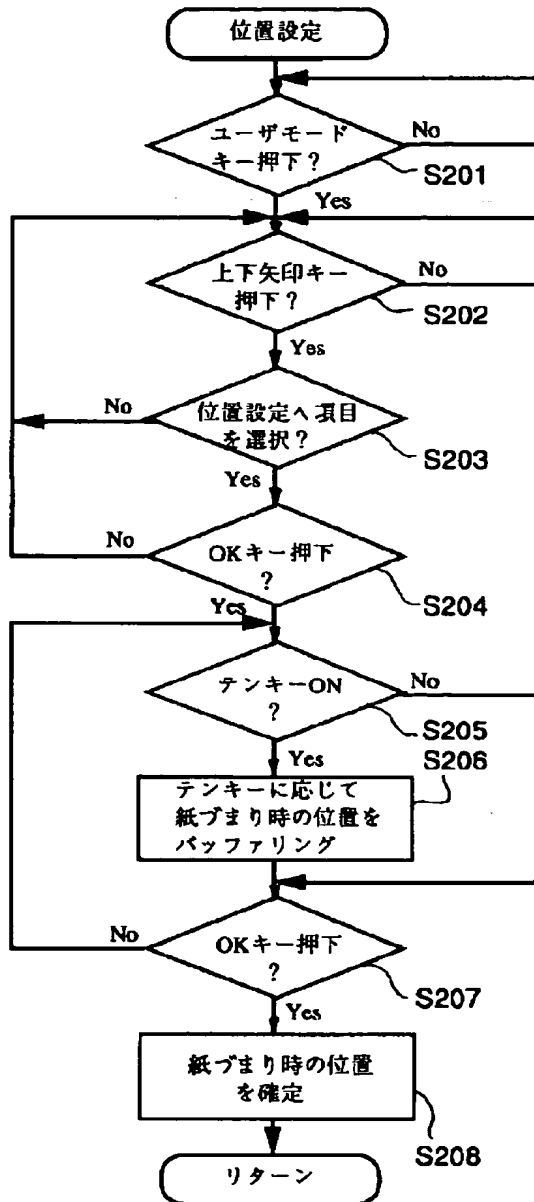 位置設定
ユーザモード
キー押下？
No
S201
Yes
上下矢印キー
押下？
No
S202
Yes
No
位置設定へ項目
を選択？
S203
Yes
No
OKキー押下
？
S204
Yes
テンキーON
？
No
S205
Yes
S206
テンキーに応じて
紙づまり時の位置を
バッファリング
No
OKキー押下
？
S207
Yes
紙づまり時の位置
を確定
S208
リターン